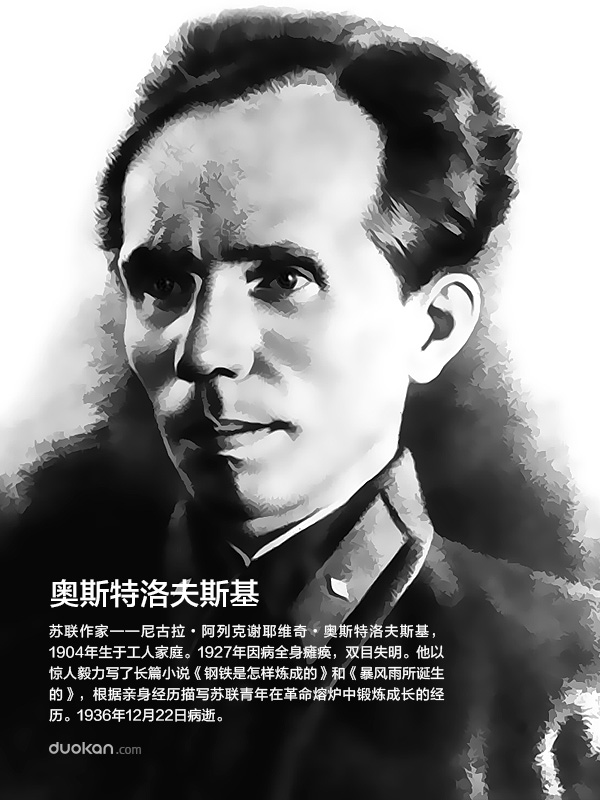 奥斯特洛夫斯基
苏联作家——尼古拉·阿列克谢耶维奇·奥斯特洛夫斯基，
1904年生于工人家庭。1927年因病全身瘫痪，双目失明。他以
惊人毅力写了长篇小说《钢铁是怎样炼成的》和《暴风雨所诞生
的》，根据亲身经历描写苏联青年在革命熔炉中锻炼成长的经
历。1936年12月22日病逝。
duokan.com